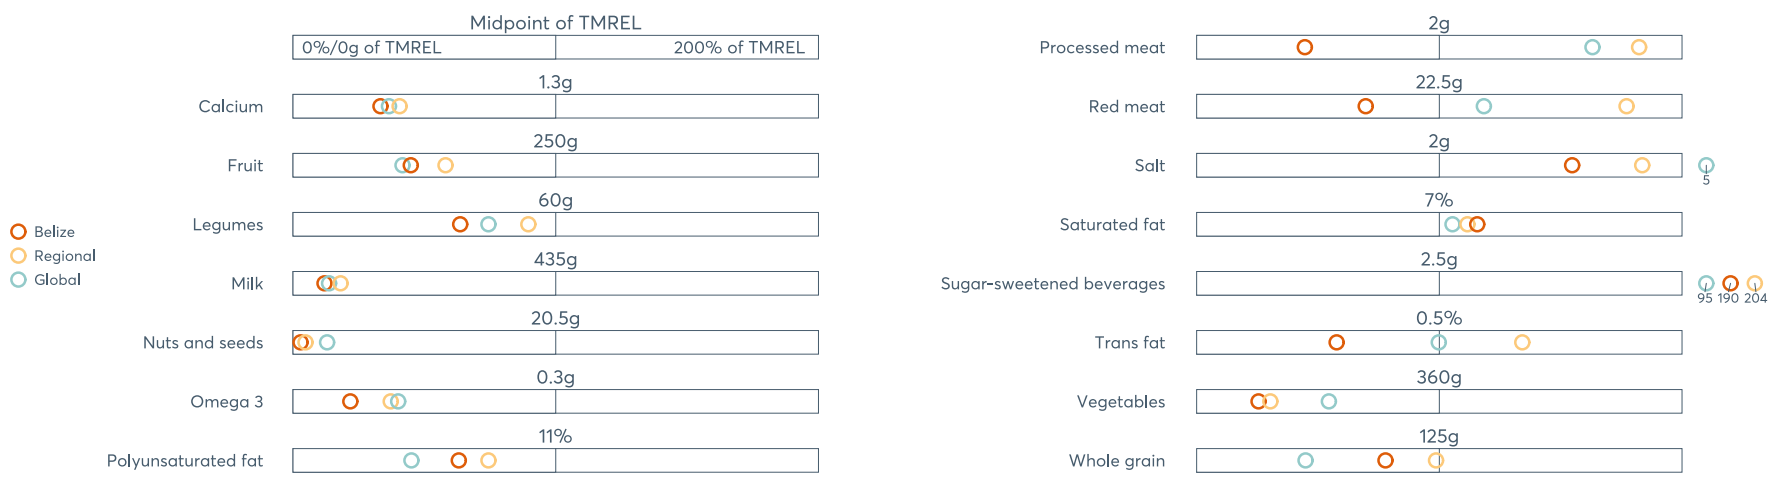 Midpoint of TMREL
0%/0g of TMREL 200% of TMREL
1.3g
Calcium
250g
Fruit
60g
Legumes
435g
Milk
20.5g
Nuts and seeds
0.3g
Omega 3
11%
Polyunsaturated fat
Belize
Regional
Global
2g
Processed meat
22.5g
Red meat
2g
Salt
5
7%
Saturated fat
2.5g
Sugar-sweetened beverages
95 190 204
0.5%
Trans fat
360g
Vegetables
125g
Whole grain